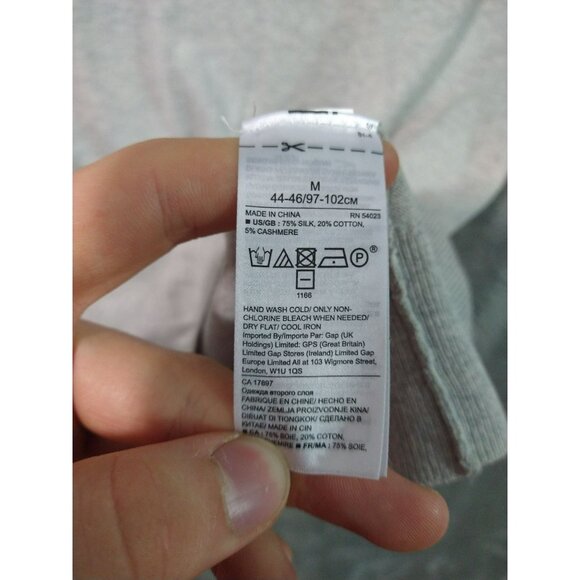 M
44-46/97-102CM
MADE IN CHINA RN 54023
■ US/GB : 75% SILK, 20% COTTON,
5% CASHMERE
P ®
1166
HAND WASH COLD/ ONLY NON-
CHLORINE BLEACH WHEN NEEDED/
DRY FLAT/ COOL IRON
Imported By/Importe Par: Gap (UK
Holdings) Limited: GPS (Great Britain)
Limited Gap Stores (Ireland) Limited Gap
Europe Limited All at 103 Wigmore Street,
London, W1U 1QS
CA 17897
Одежда второго слоя
FABRIQUE EN CHINE/ HECHO EN
CHINA/ ZEMLJA PROIZVODNJE KINA/
DIBUAT DI TIONGKOK/ СДЕЛАНО В
КИТАЕ/ MADE IN CIN
■ CA : 75% SOIE, 20% COTON,
■ FR/MA : 75% SOIE,